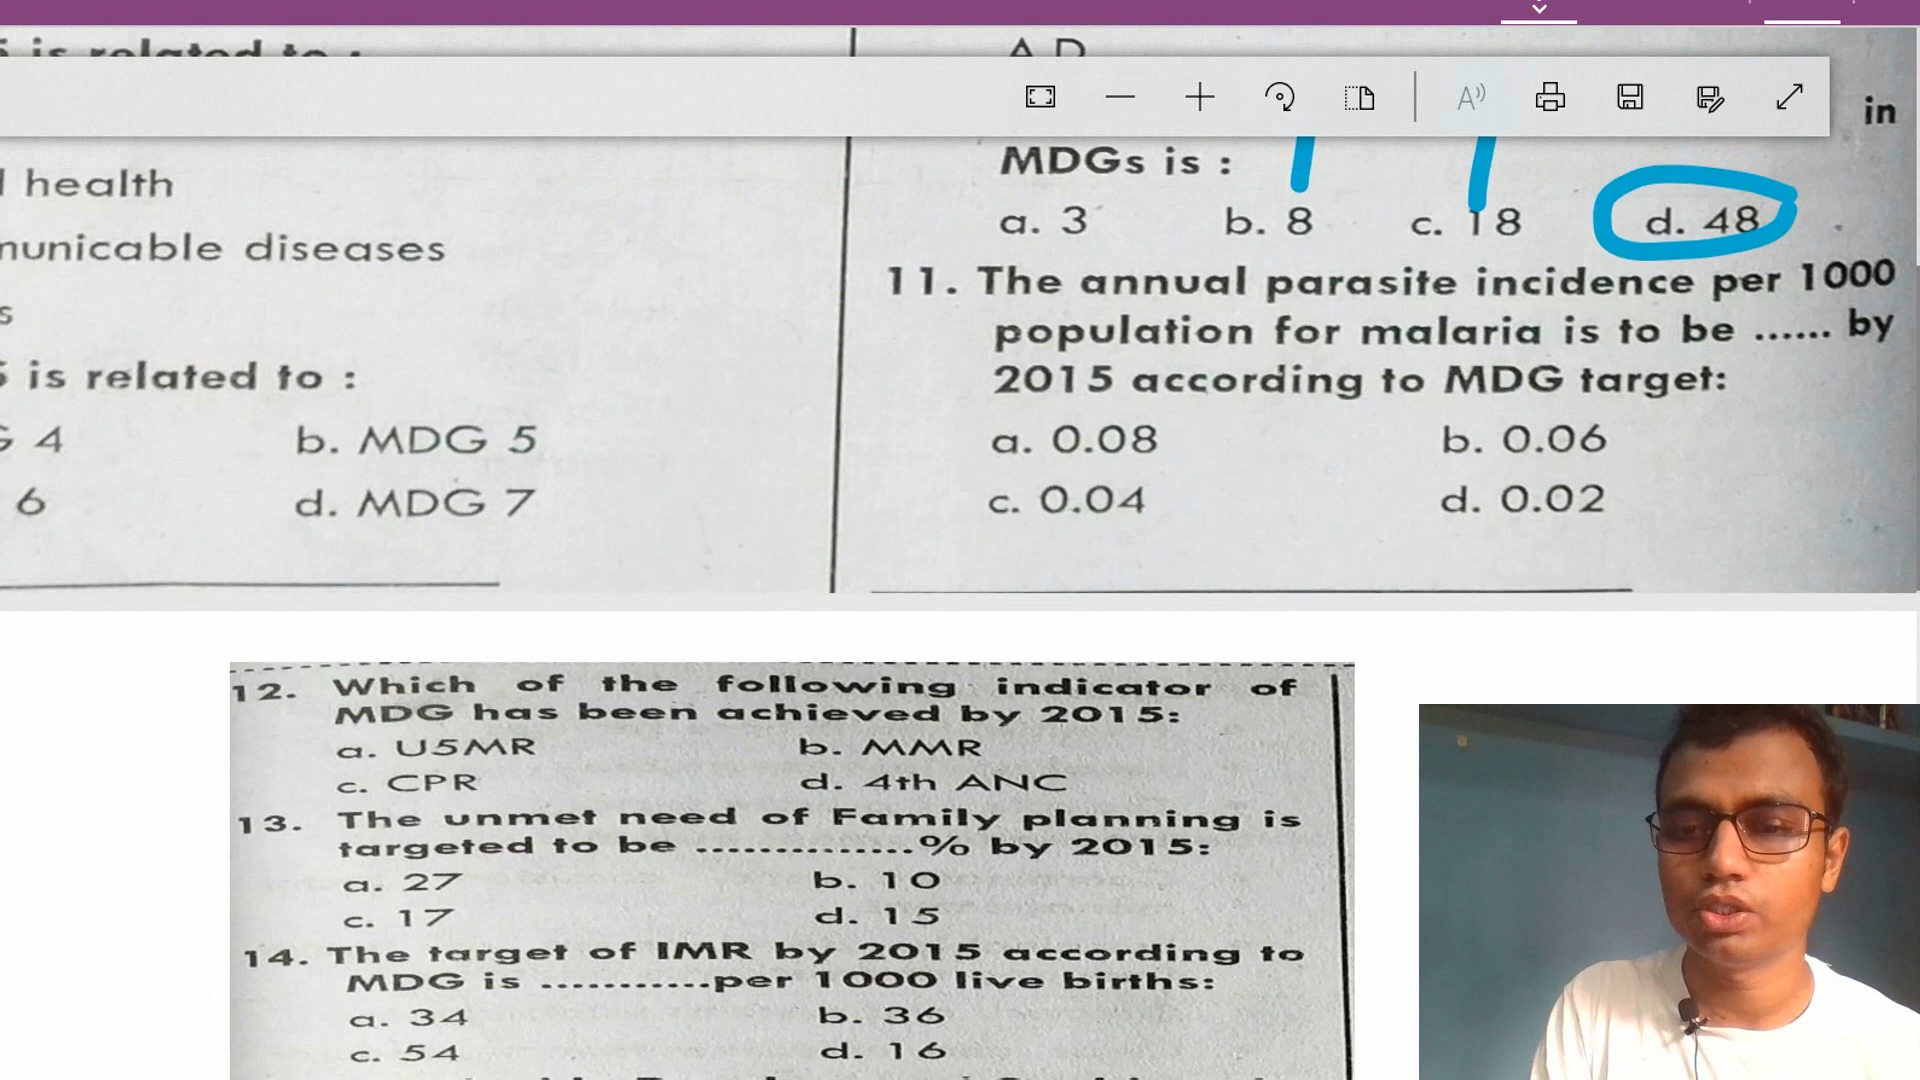 is related to :
A D
in
MDGs is :
a. 3 b. 8 c. 18 d. 48
health
municable diseases
s
is related to :
4 b. MDG 5
6 d. MDG 7
11. The annual parasite incidence per 1000
population for malaria is to be ...... by
2015 according to MDG target:
a. 0.08 b. 0.06
c. 0.04 d. 0.02
12. Which of the following indicator of
MDG has been achieved by 2015:
a. U5MR b. MMR
c. CPR d. 4th ANC
13. The unmet need of Family planning is
targeted to be ...............% by 2015:
a. 27 b. 10
c. 17 d. 15
14. The target of IMR by 2015 according to
MDG is ...........per 1000 live births:
a. 34 b. 36
c. 54 d. 16